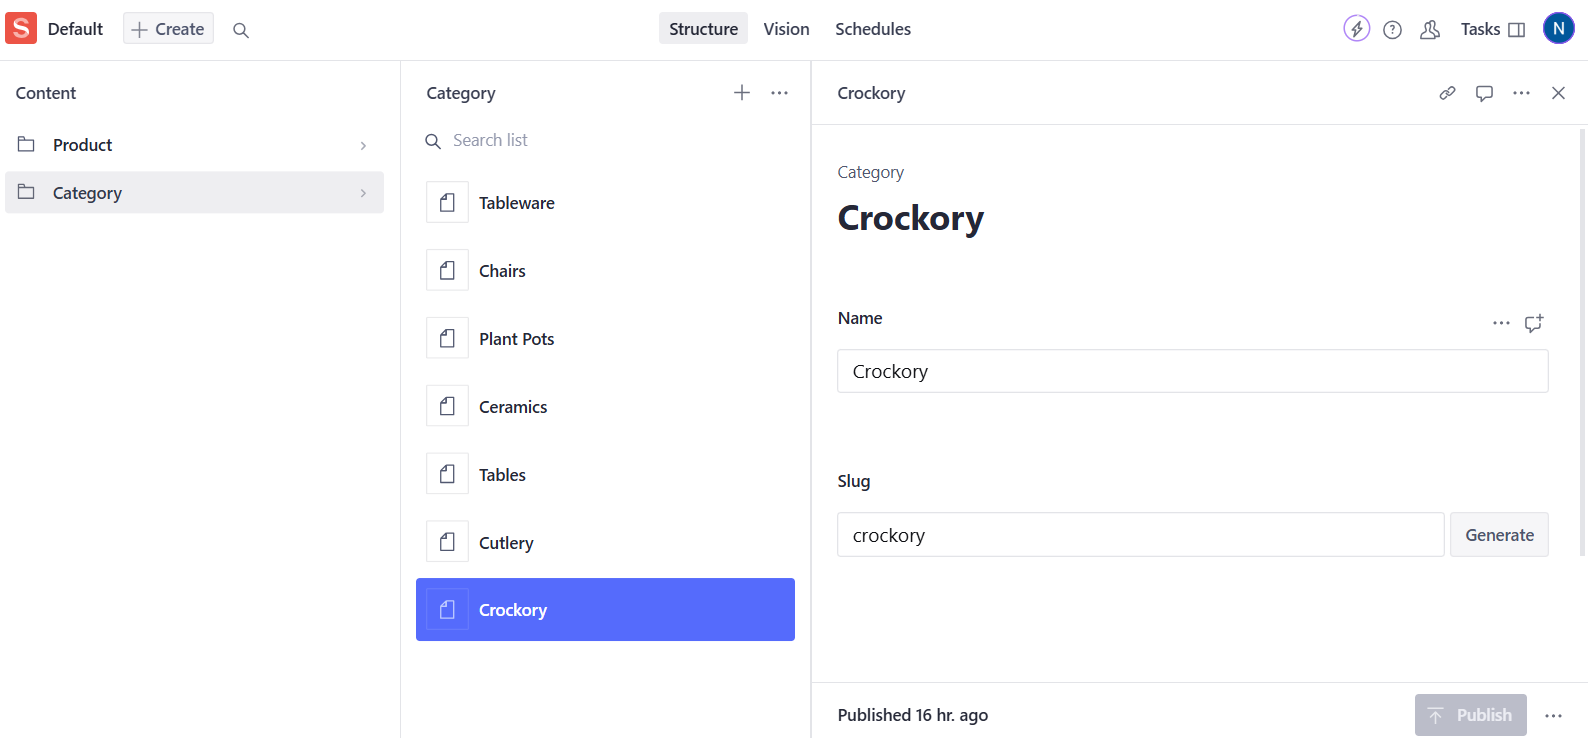 S Default Create Structure Vision Schedules Tasks N
Content
Product
Category
Category
Search list
Tableware
Chairs
Plant Pots
Ceramics
Tables
Cutlery
Crockory
Crockory
Category
Crockory
Name
Crockory
Slug
crockory Generate
Published 16 hr. ago Publish